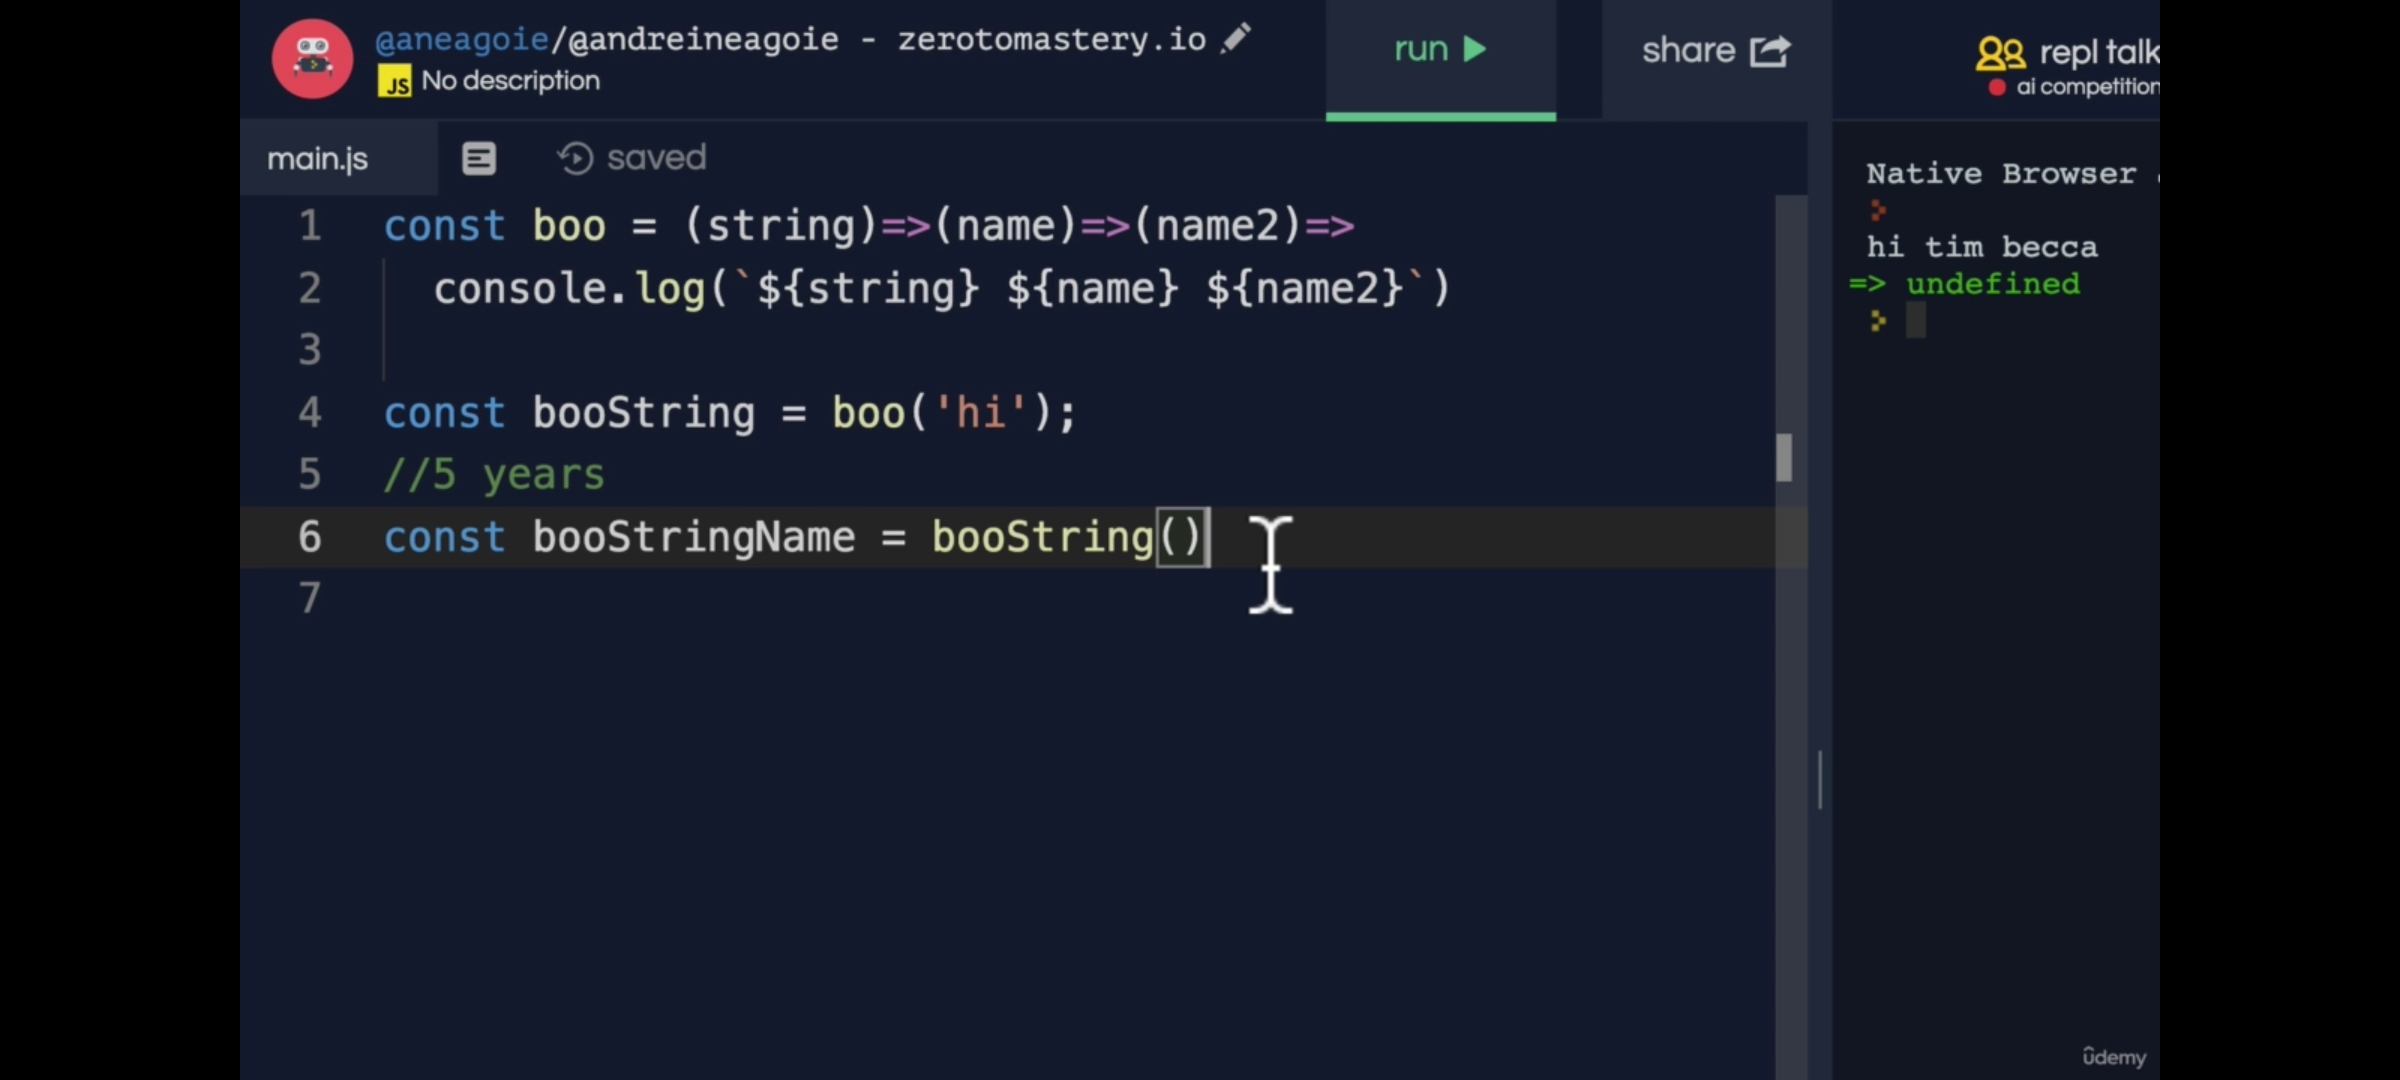 @aneagoie/@andreineagoie - zerotomastery.io
JS No description
run
share
repl talk
ai competition
main.js
saved
1 const boo = (string)=>(name)=>(name2)=>
2 console.log(`${string} ${name} ${name2}`)
3
4 const booString = boo('hi');
5 //5 years
6 const booStringName = booString()
7
Native Browser
hi tim becca
=> undefined
ûdemy